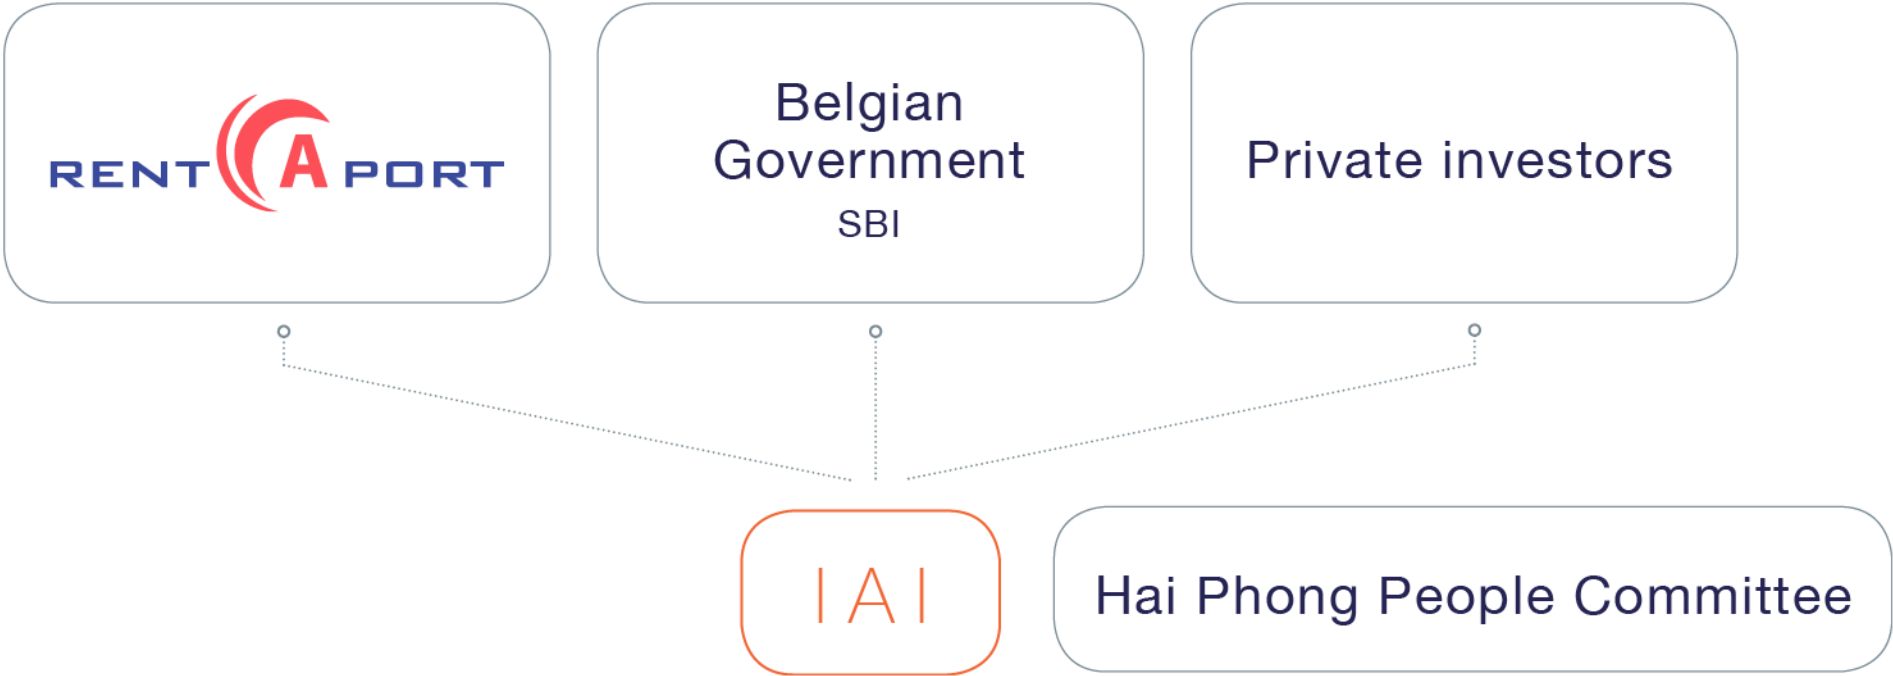 RENT A PORT
Belgian
Government
SBI
Private investors
IAI
Hai Phong People Committee